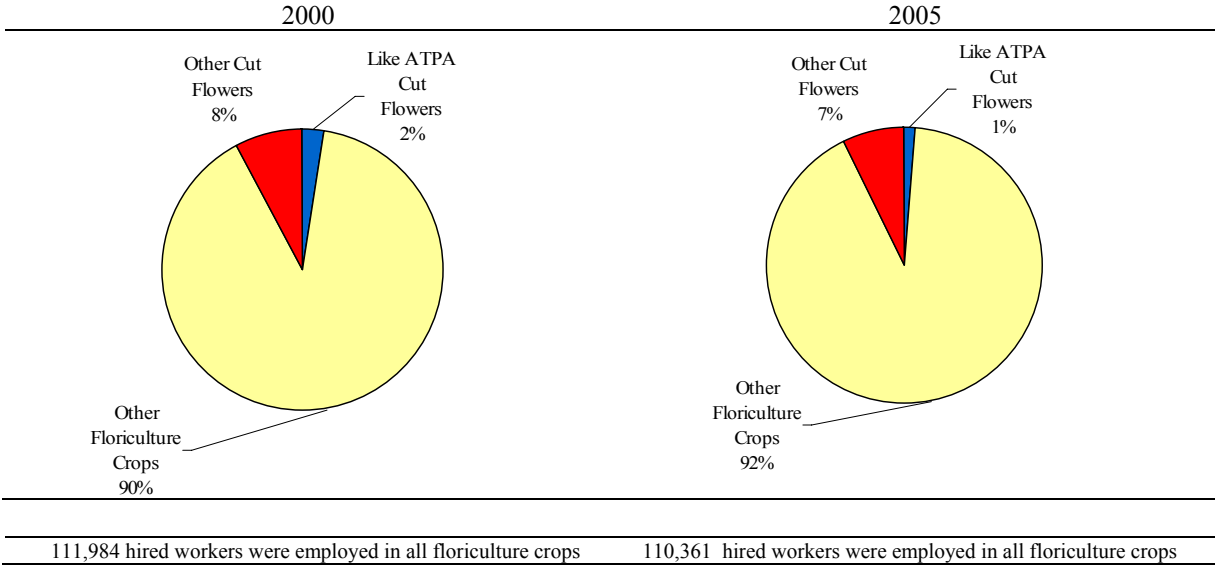 2000
2005
Other Cut
Flowers
8%
Like ATPA
Cut
Flowers
2%
Other
Floriculture
Crops
90%
Other Cut
Flowers
7%
Like ATPA
Cut
Flowers
1%
Other
Floriculture
Crops
92%
111,984 hired workers were employed in all floriculture crops
110,361 hired workers were employed in all floriculture crops